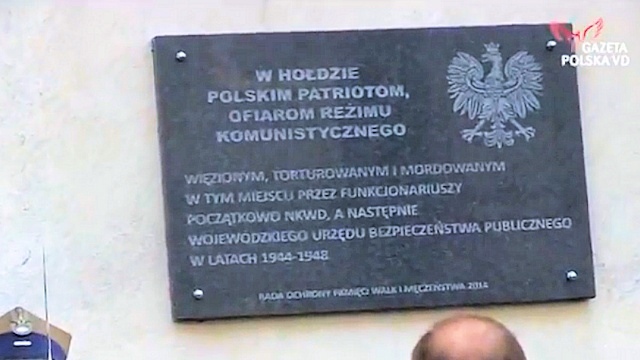 GAZETA
POLSKA VD
W HOŁDZIE
POLSKIM PATRIOTOM,
OFIAROM REŻIMU
KOMUNISTYCZNEGO
WIĘZIONYM, TORTUROWANYM I MORDOWANYM
W TYM MIEJSCU PRZEZ FUNKCJONARIUSZY
POCZĄTKOWO NKWD, A NASTĘPNIE
WOJEWÓDZKIEGO URZĘDU BEZPIECZEŃSTWA PUBLICZNEGO
W LATACH 1944-1948
RADA OCHRONY PAMIĘCI WALK I MĘCZEŃSTWA 2014